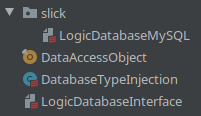 slick
LogicDatabaseMySQL
DataAccessObject
DatabaseTypeInjection
LogicDatabaseInterface